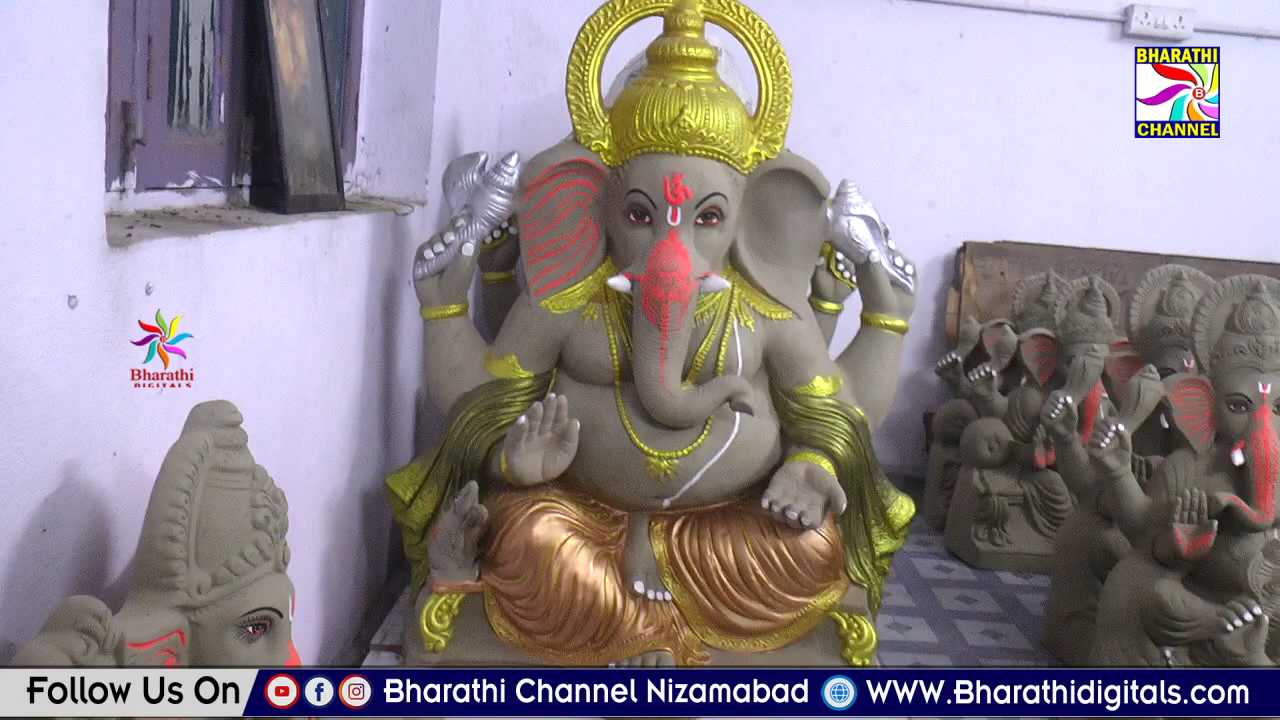 BHARATHI
B
CHANNEL
Bharathi
DIGITALS
Follow Us On Bharathi Channel Nizamabad WWW.Bharathidigitals.com